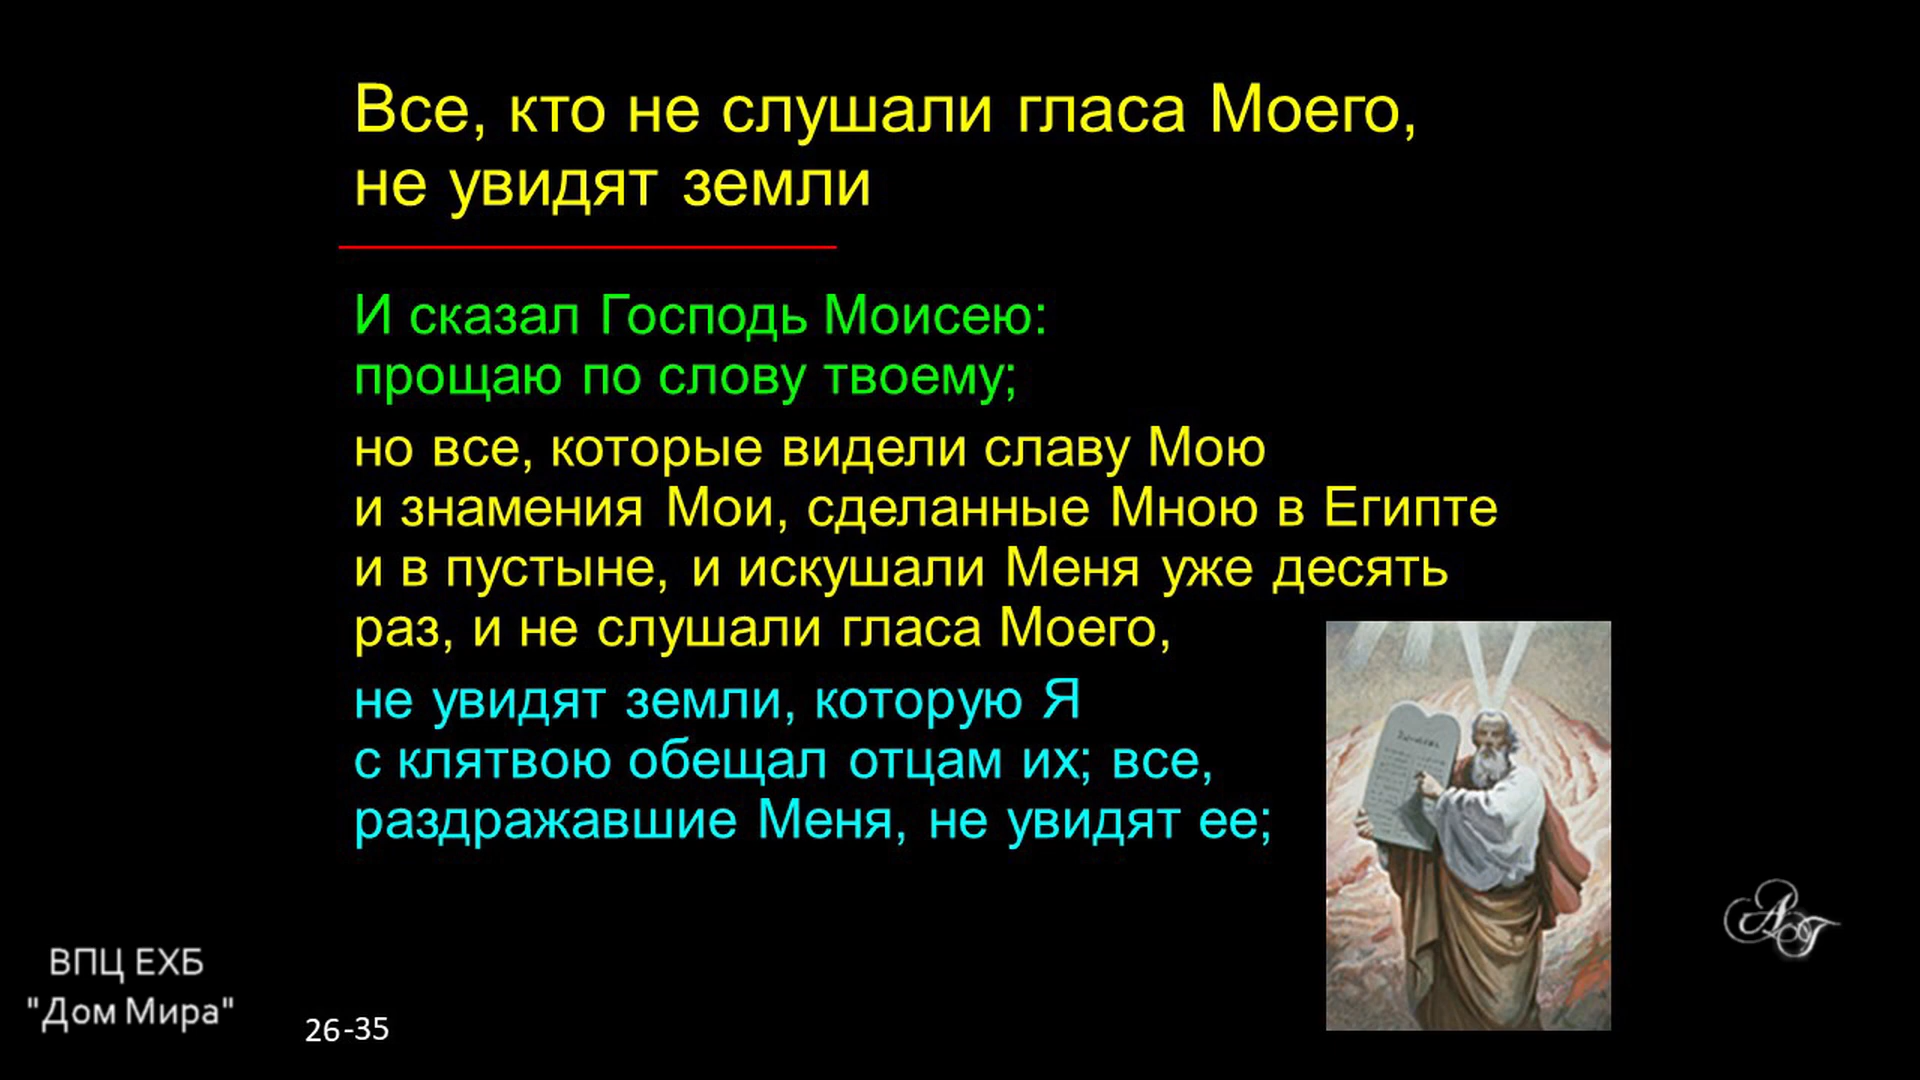 Все, кто не слушали гласа Моего,
не увидят земли
И сказал Господь Моисею:
прощаю по слову твоему;
но все, которые видели славу Мою
и знамения Мои, сделанные Мною в Египте
и в пустыне, и искушали Меня уже десять
раз, и не слушали гласа Моего,
не увидят земли, которую Я
с клятвою обещал отцам их; все,
раздражавшие Меня, не увидят ее;
ВПЦ ЕХБ
"Дом Мира"
26-35